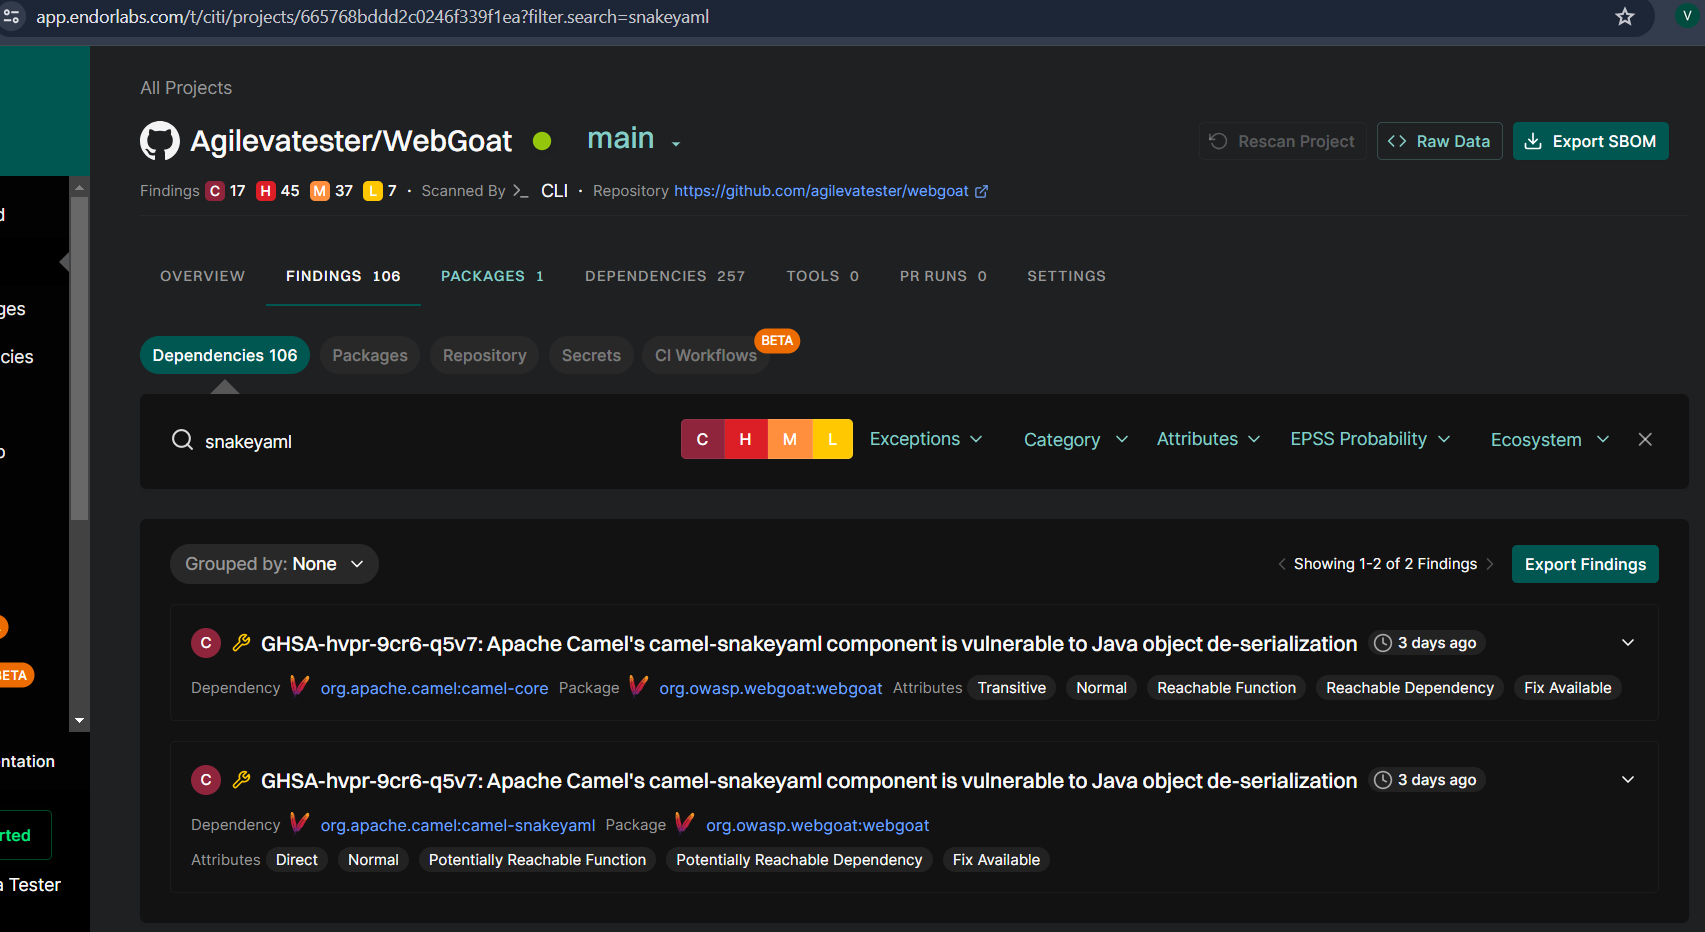 app.endorlabs.com/t/citi/projects/665768bddd2c0246f339f1ea?filter.search=snakeyaml
V
All Projects
Agilevatester/WebGoat main
Rescan Project Raw Data Export SBOM
Findings C 17 H 45 M 37 L 7 · Scanned By >_ CLI · Repository https://github.com/agilevatester/webgoat
OVERVIEW FINDINGS 106 PACKAGES 1 DEPENDENCIES 257 TOOLS 0 PR RUNS 0 SETTINGS
BETA
Dependencies 106 Packages Repository Secrets CI Workflows
snakeyaml C H M L Exceptions Category Attributes EPSS Probability Ecosystem
Grouped by: None Showing 1-2 of 2 Findings Export Findings
C GHSA-hvpr-9cr6-q5v7: Apache Camel's camel-snakeyaml component is vulnerable to Java object de-serialization 3 days ago
Dependency org.apache.camel:camel-core Package org.owasp.webgoat:webgoat Attributes Transitive Normal Reachable Function Reachable Dependency Fix Available
C GHSA-hvpr-9cr6-q5v7: Apache Camel's camel-snakeyaml component is vulnerable to Java object de-serialization 3 days ago
Dependency org.apache.camel:camel-snakeyaml Package org.owasp.webgoat:webgoat
Attributes Direct Normal Potentially Reachable Function Potentially Reachable Dependency Fix Available
d
ges
cies
ETA
ntation
rted
a Tester